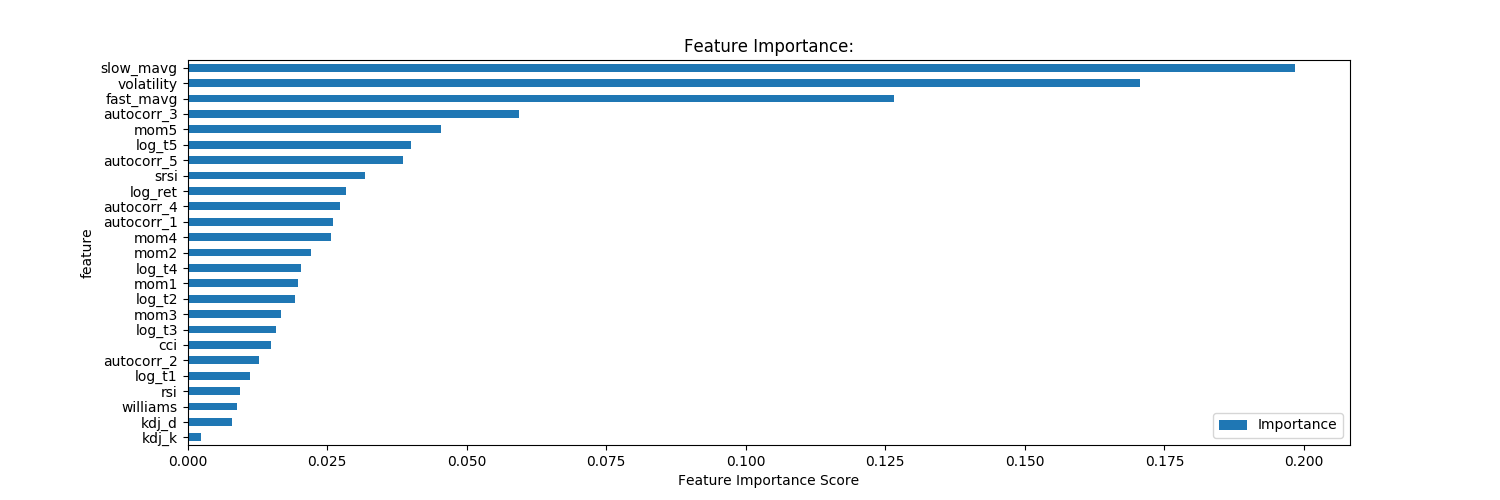 Feature Importance:
slow_mavg
volatility
fast_mavg
autocorr_3
mom5
log_t5
autocorr_5
srsi
log_ret
autocorr_4
autocorr_1
mom4
mom2
log_t4
mom1
log_t2
mom3
log_t3
cci
autocorr_2
log_t1
rsi
williams
kdj_d
kdj_k
feature
Importance
0.000 0.025 0.050 0.075 0.100 0.125 0.150 0.175 0.200
Feature Importance Score